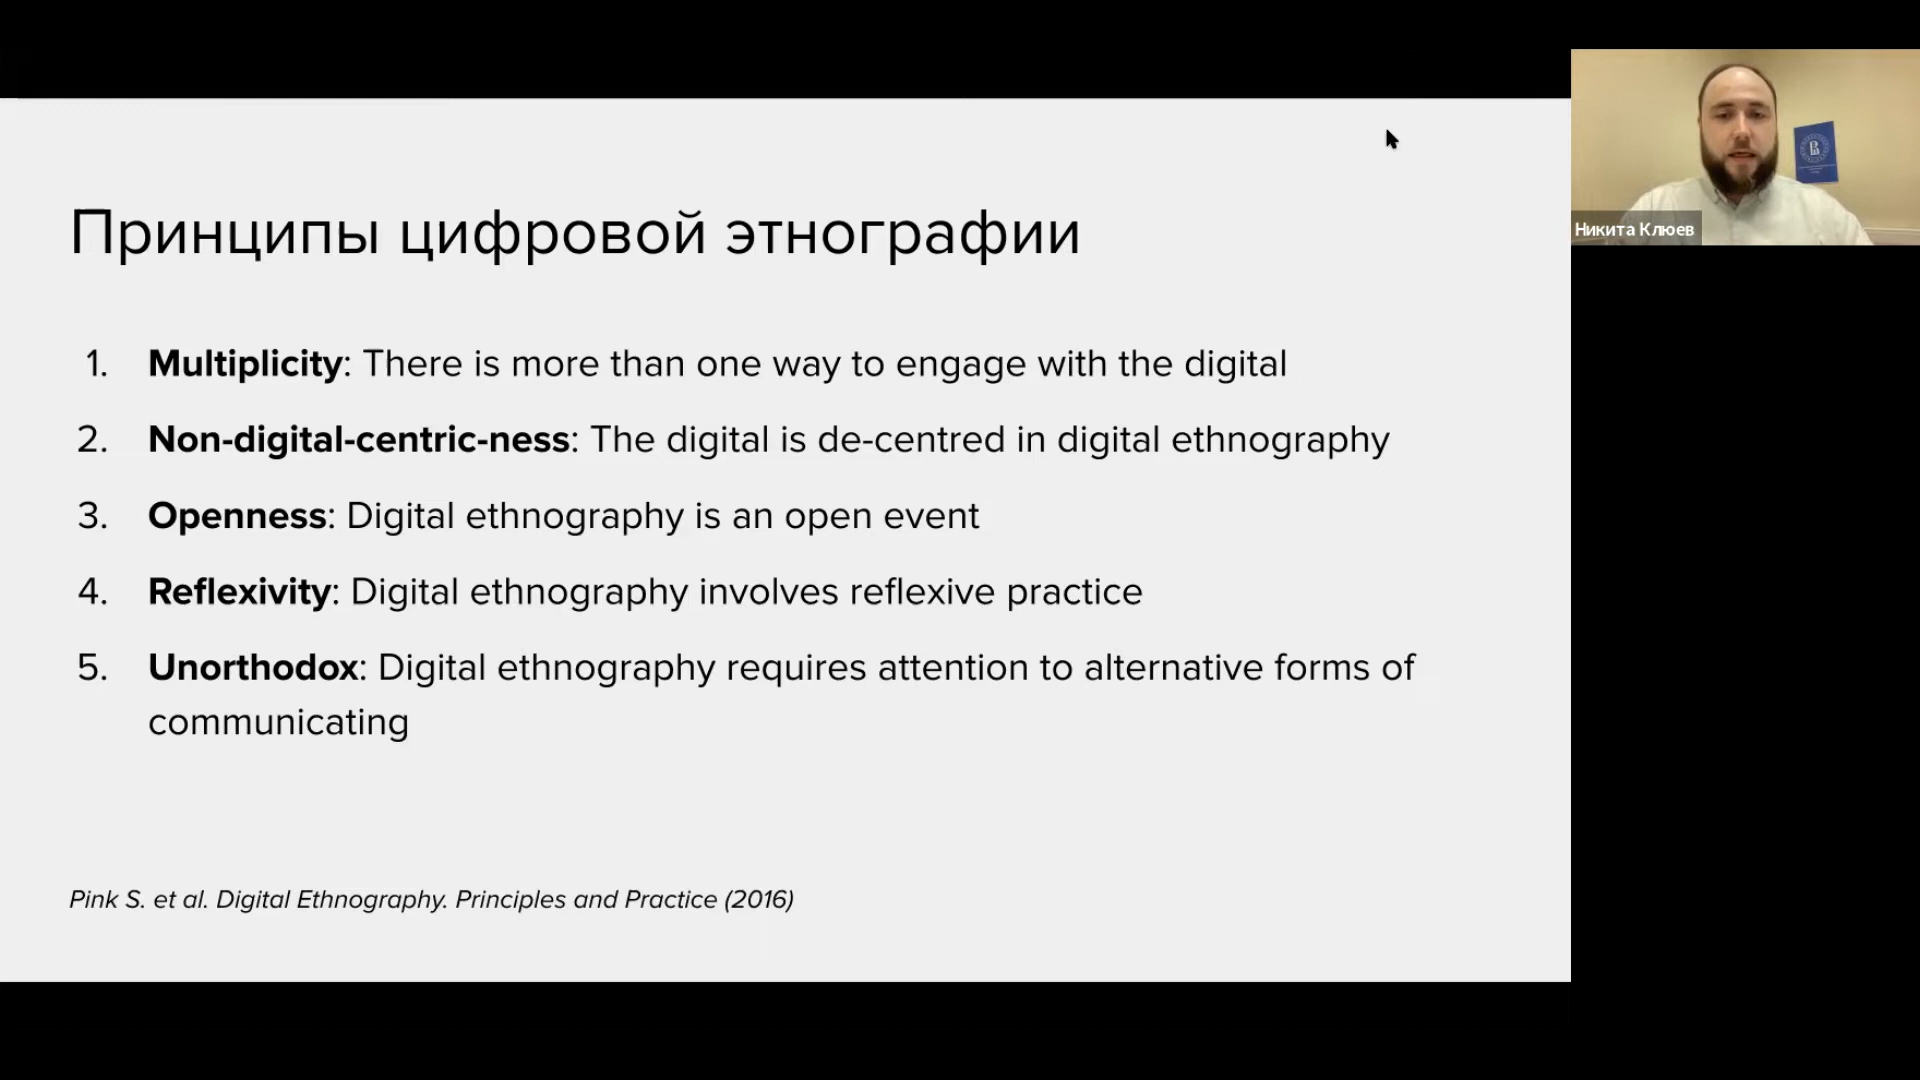 Принципы цифровой этнографии
1. Multiplicity: There is more than one way to engage with the digital
2. Non-digital-centric-ness: The digital is de-centred in digital ethnography
3. Openness: Digital ethnography is an open event
4. Reflexivity: Digital ethnography involves reflexive practice
5. Unorthodox: Digital ethnography requires attention to alternative forms of
communicating
Pink S. et al. Digital Ethnography. Principles and Practice (2016)
Никита Клюев